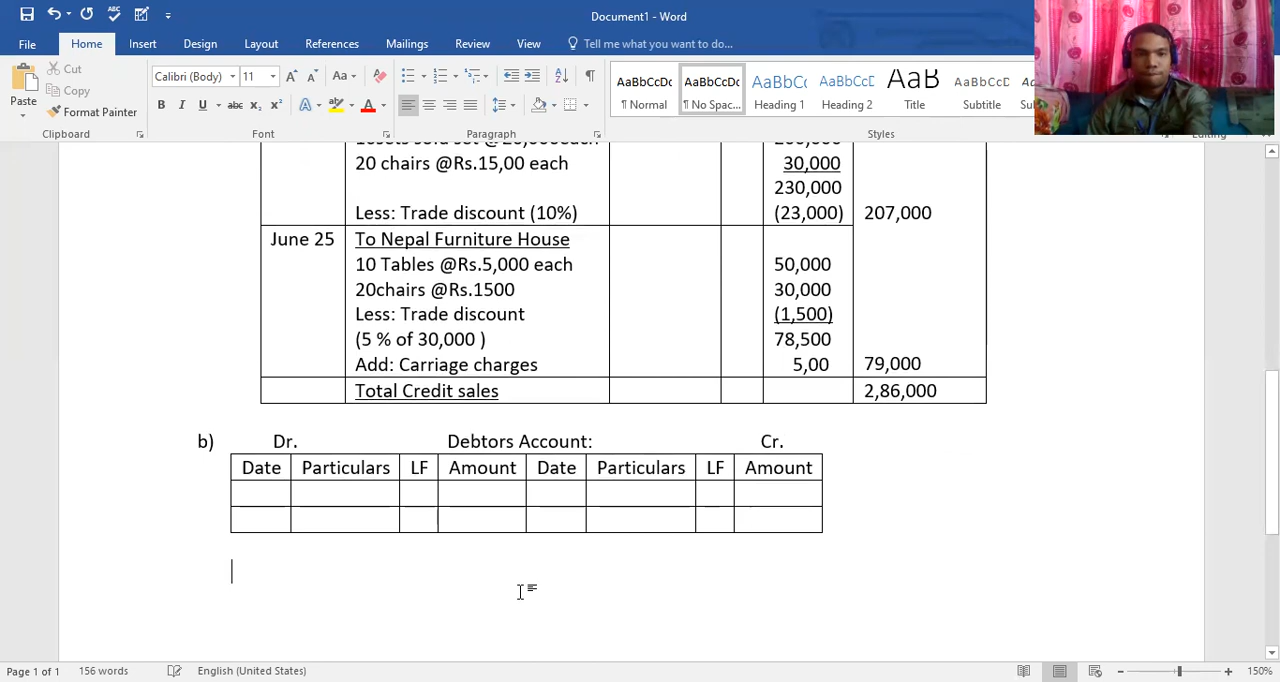 Document1 - Word
File Home Insert Design Layout References Mailings Review View Tell me what you want to do...
Cut
Copy
Paste
Format Painter
Calibri (Body) 11
Aa
B I U abc X₂ X² A
AaBbCcDc AaBbCcDc AaBbCc AaBbCcE AaB AaBbCcD
¶ Normal ¶ No Spac... Heading 1 Heading 2 Title Subtitle
Clipboard Font Paragraph Styles Editing
20 chairs @Rs.15,00 each 30,000
230,000
Less: Trade discount (10%) (23,000) 207,000
June 25 To Nepal Furniture House
10 Tables @Rs.5,000 each 50,000
20chairs @Rs.1500 30,000
Less: Trade discount (1,500)
(5 % of 30,000 ) 78,500
Add: Carriage charges 5,00 79,000
Total Credit sales 2,86,000
b) Dr. Debtors Account: Cr.
Date Particulars LF Amount Date Particulars LF Amount
Page 1 of 1 156 words English (United States) 150%